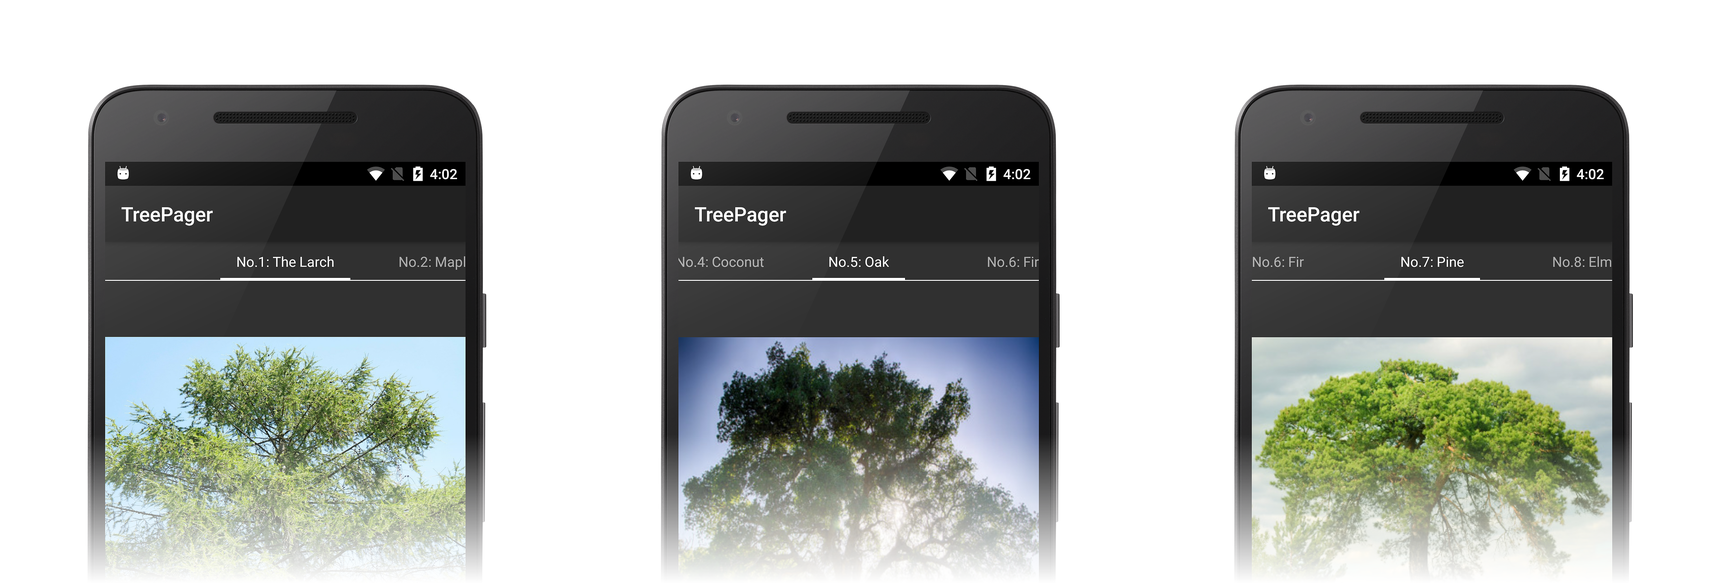 4:02
TreePager
No.1: The Larch No.2: Mapl
4:02
TreePager
No.4: Coconut No.5: Oak No.6: Fir
4:02
TreePager
No.6: Fir No.7: Pine No.8: Elm